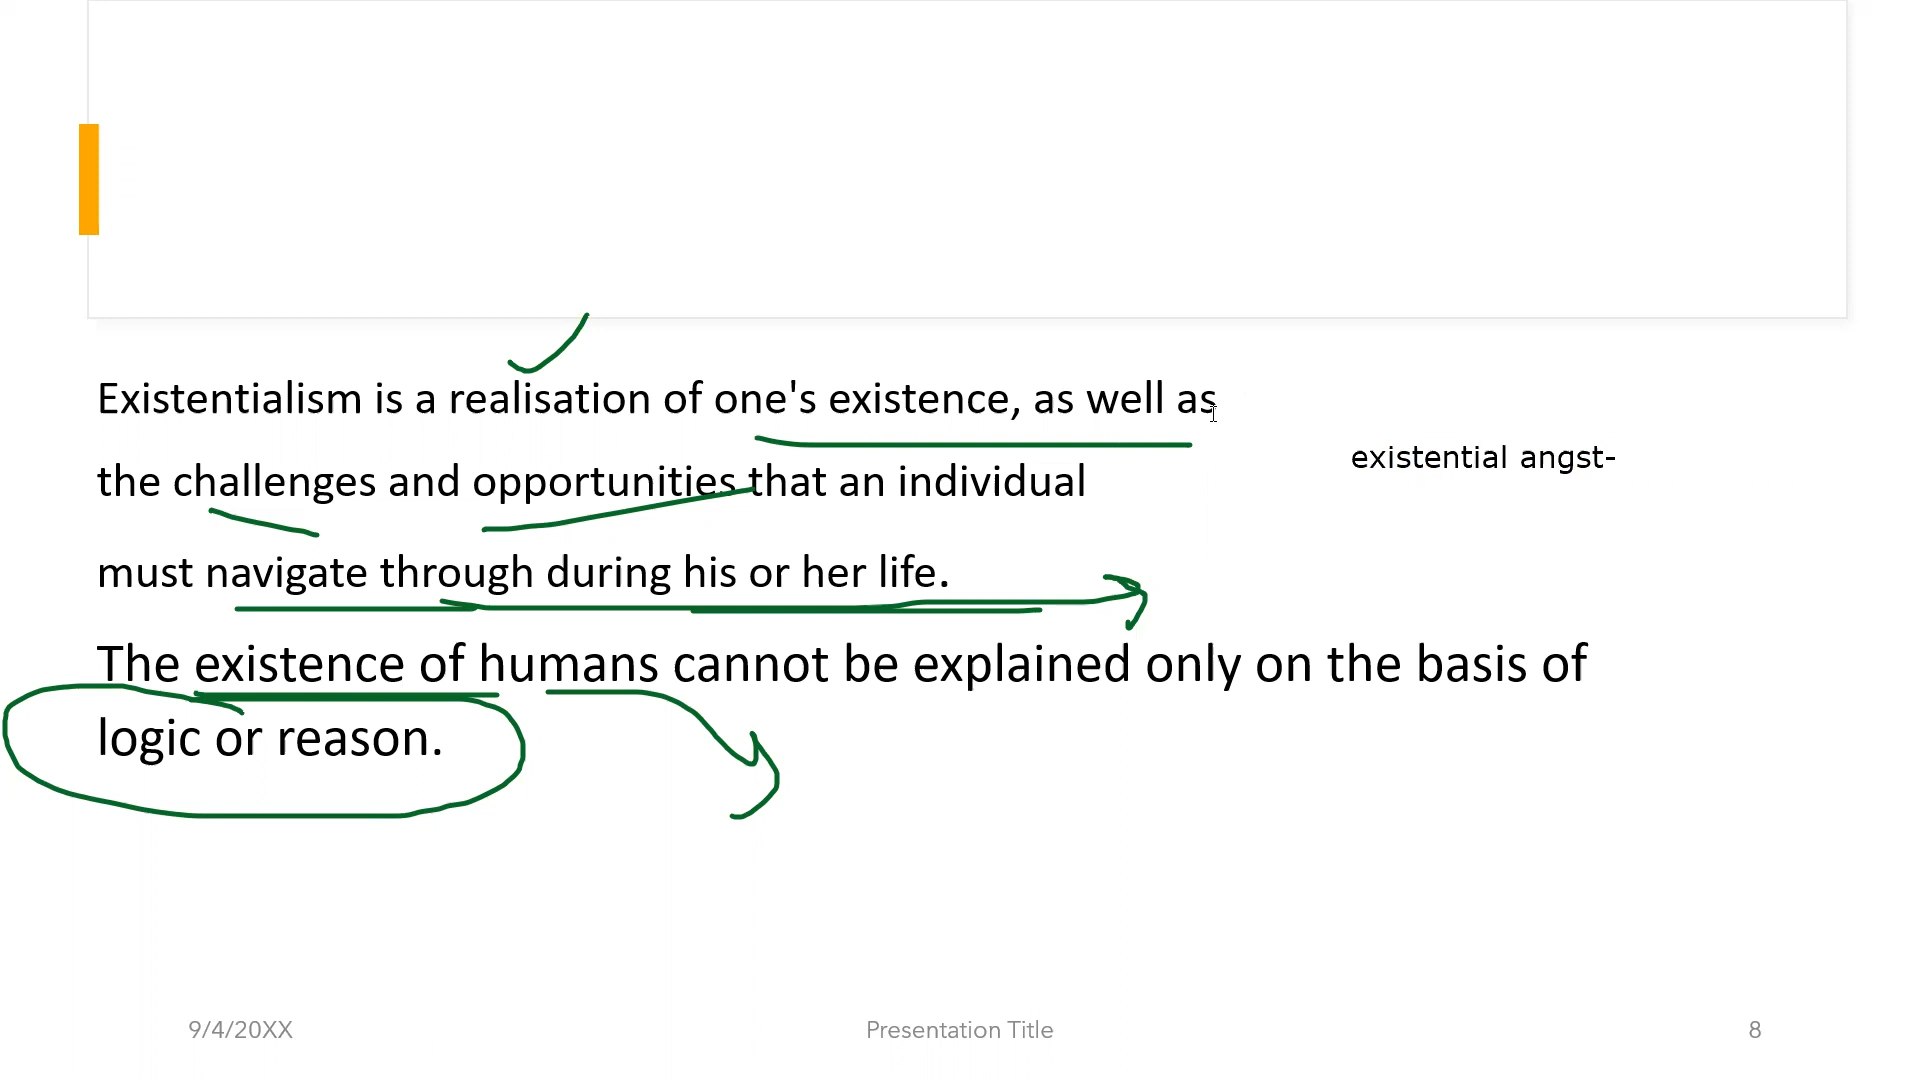 Existentialism is a realisation of one's existence, as well as
the challenges and opportunities that an individual
must navigate through during his or her life.
The existence of humans cannot be explained only on the basis of
logic or reason.
existential angst-
9/4/20XX
Presentation Title
8